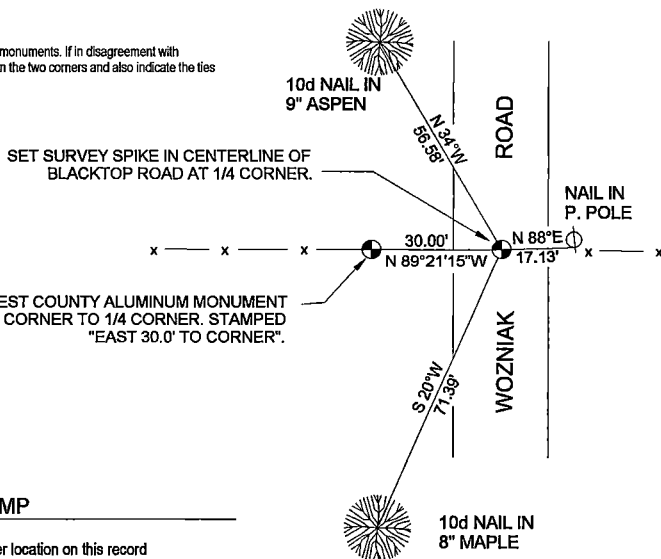 monuments. If in disagreement with
n the two corners and also indicate the ties
10d NAIL IN
9" ASPEN
N 34°W
56.58'
ROAD
SET SURVEY SPIKE IN CENTERLINE OF
BLACKTOP ROAD AT 1/4 CORNER.
NAIL IN
P. POLE
x x x
30.00'
N 89°21'15"W
N 88°E
17.13'
x x
EST COUNTY ALUMINUM MONUMENT
CORNER TO 1/4 CORNER. STAMPED
"EAST 30.0' TO CORNER".
S 20°W
71.39'
WOZNIAK
MP
10d NAIL IN
8" MAPLE
er location on this record